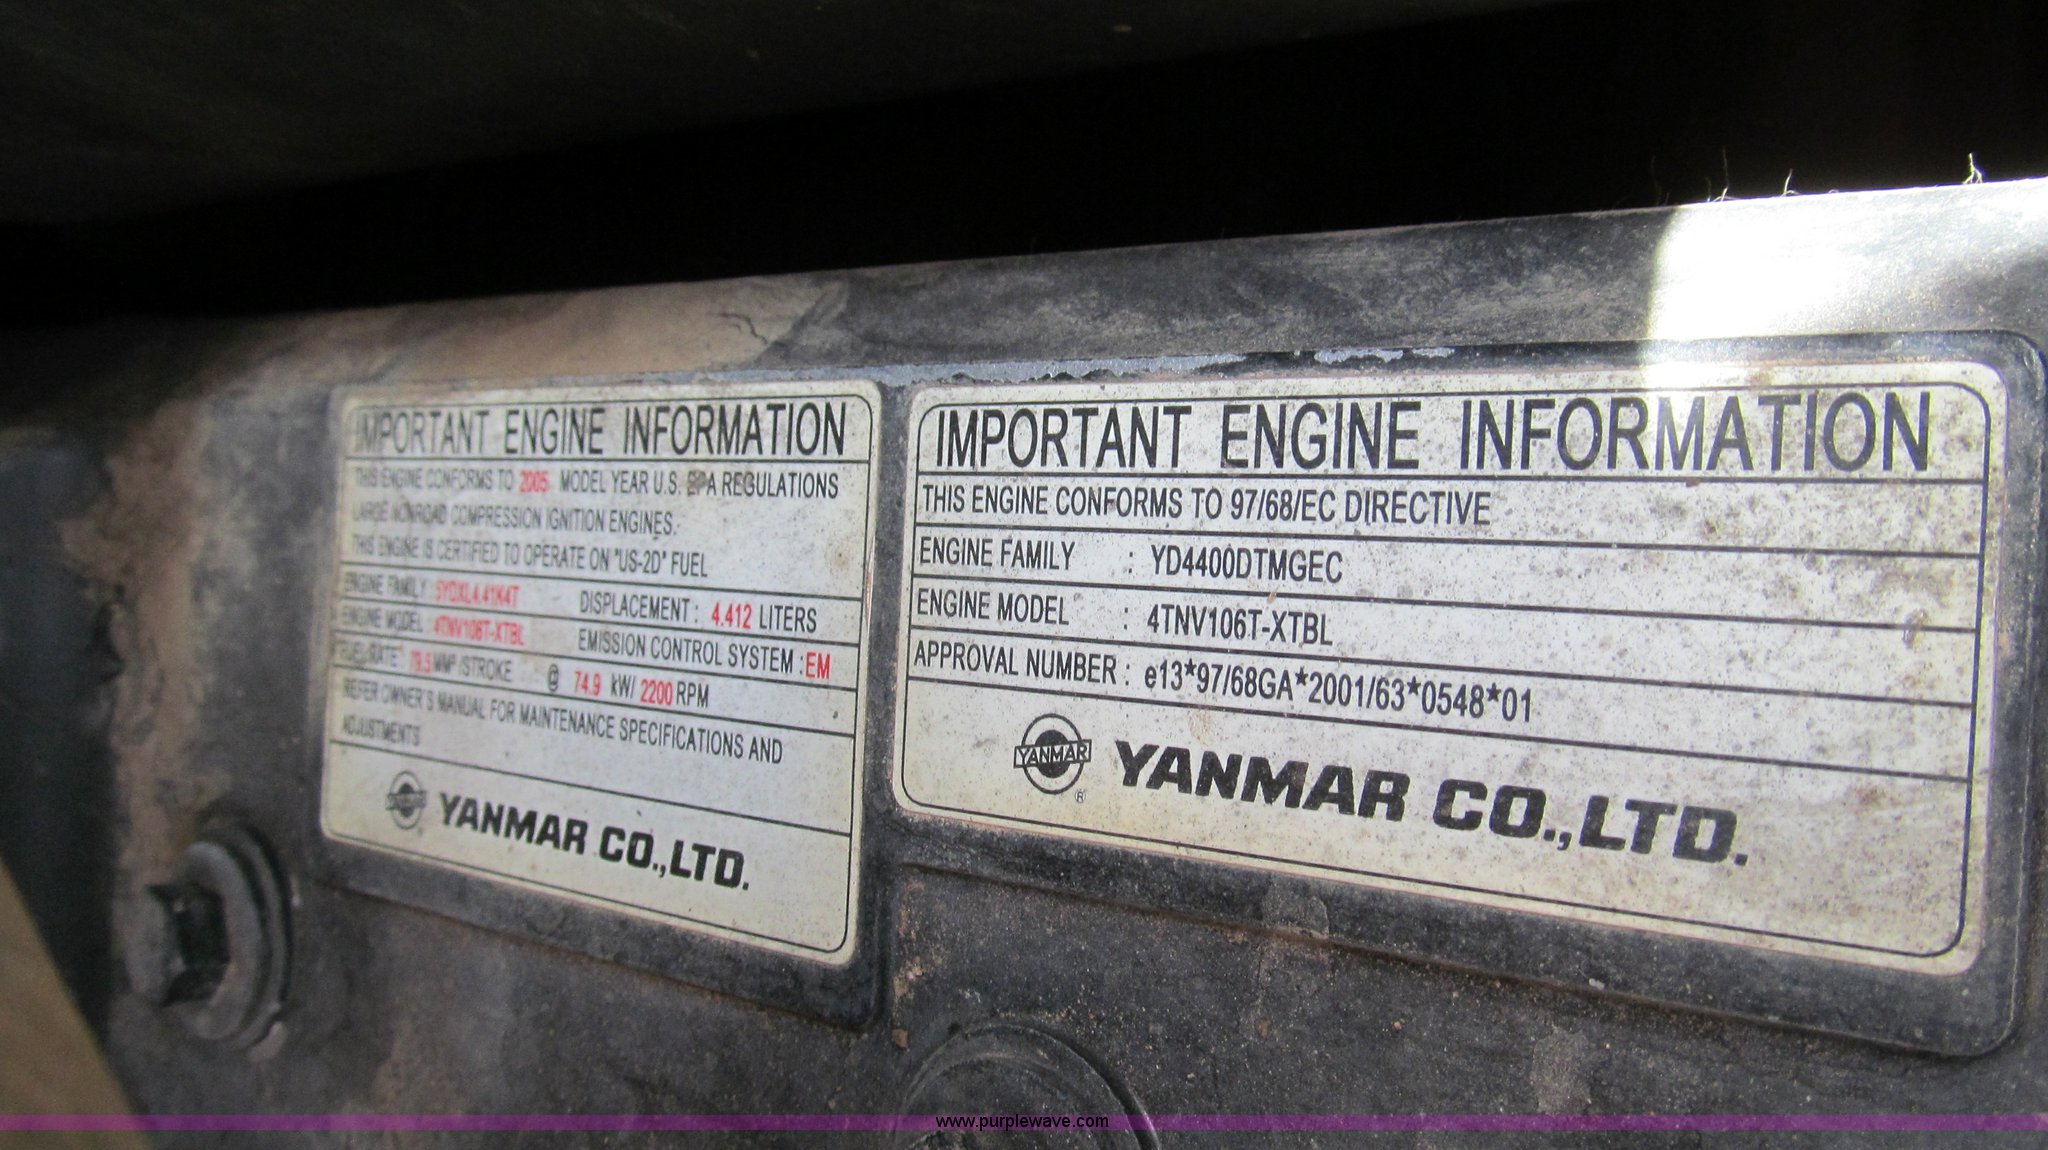 IMPORTANT ENGINE INFORMATION
THIS ENGINE CONFORMS TO 2005 MODEL YEAR U.S. EPA REGULATIONS
LARGE NONROAD COMPRESSION IGNITION ENGINES.
THIS ENGINE IS CERTIFIED TO OPERATE ON "US-2D" FUEL
ENGINE FAMILY : 5YDXL4.41K4T DISPLACEMENT : 4.412 LITERS
ENGINE MODEL : 4TNV106T-XTBL EMISSION CONTROL SYSTEM : EM
FUEL RATE : 79.5 MM³/STROKE @ 74.9 kW/ 2200 RPM
REFER OWNER'S MANUAL FOR MAINTENANCE SPECIFICATIONS AND
ADJUSTMENTS
YANMAR ® YANMAR CO.,LTD.
IMPORTANT ENGINE INFORMATION
THIS ENGINE CONFORMS TO 97/68/EC DIRECTIVE
ENGINE FAMILY : YD4400DTMGEC
ENGINE MODEL : 4TNV106T-XTBL
APPROVAL NUMBER : e13*97/68GA*2001/63*0548*01
YANMAR ® YANMAR CO.,LTD.
www.purplewave.com